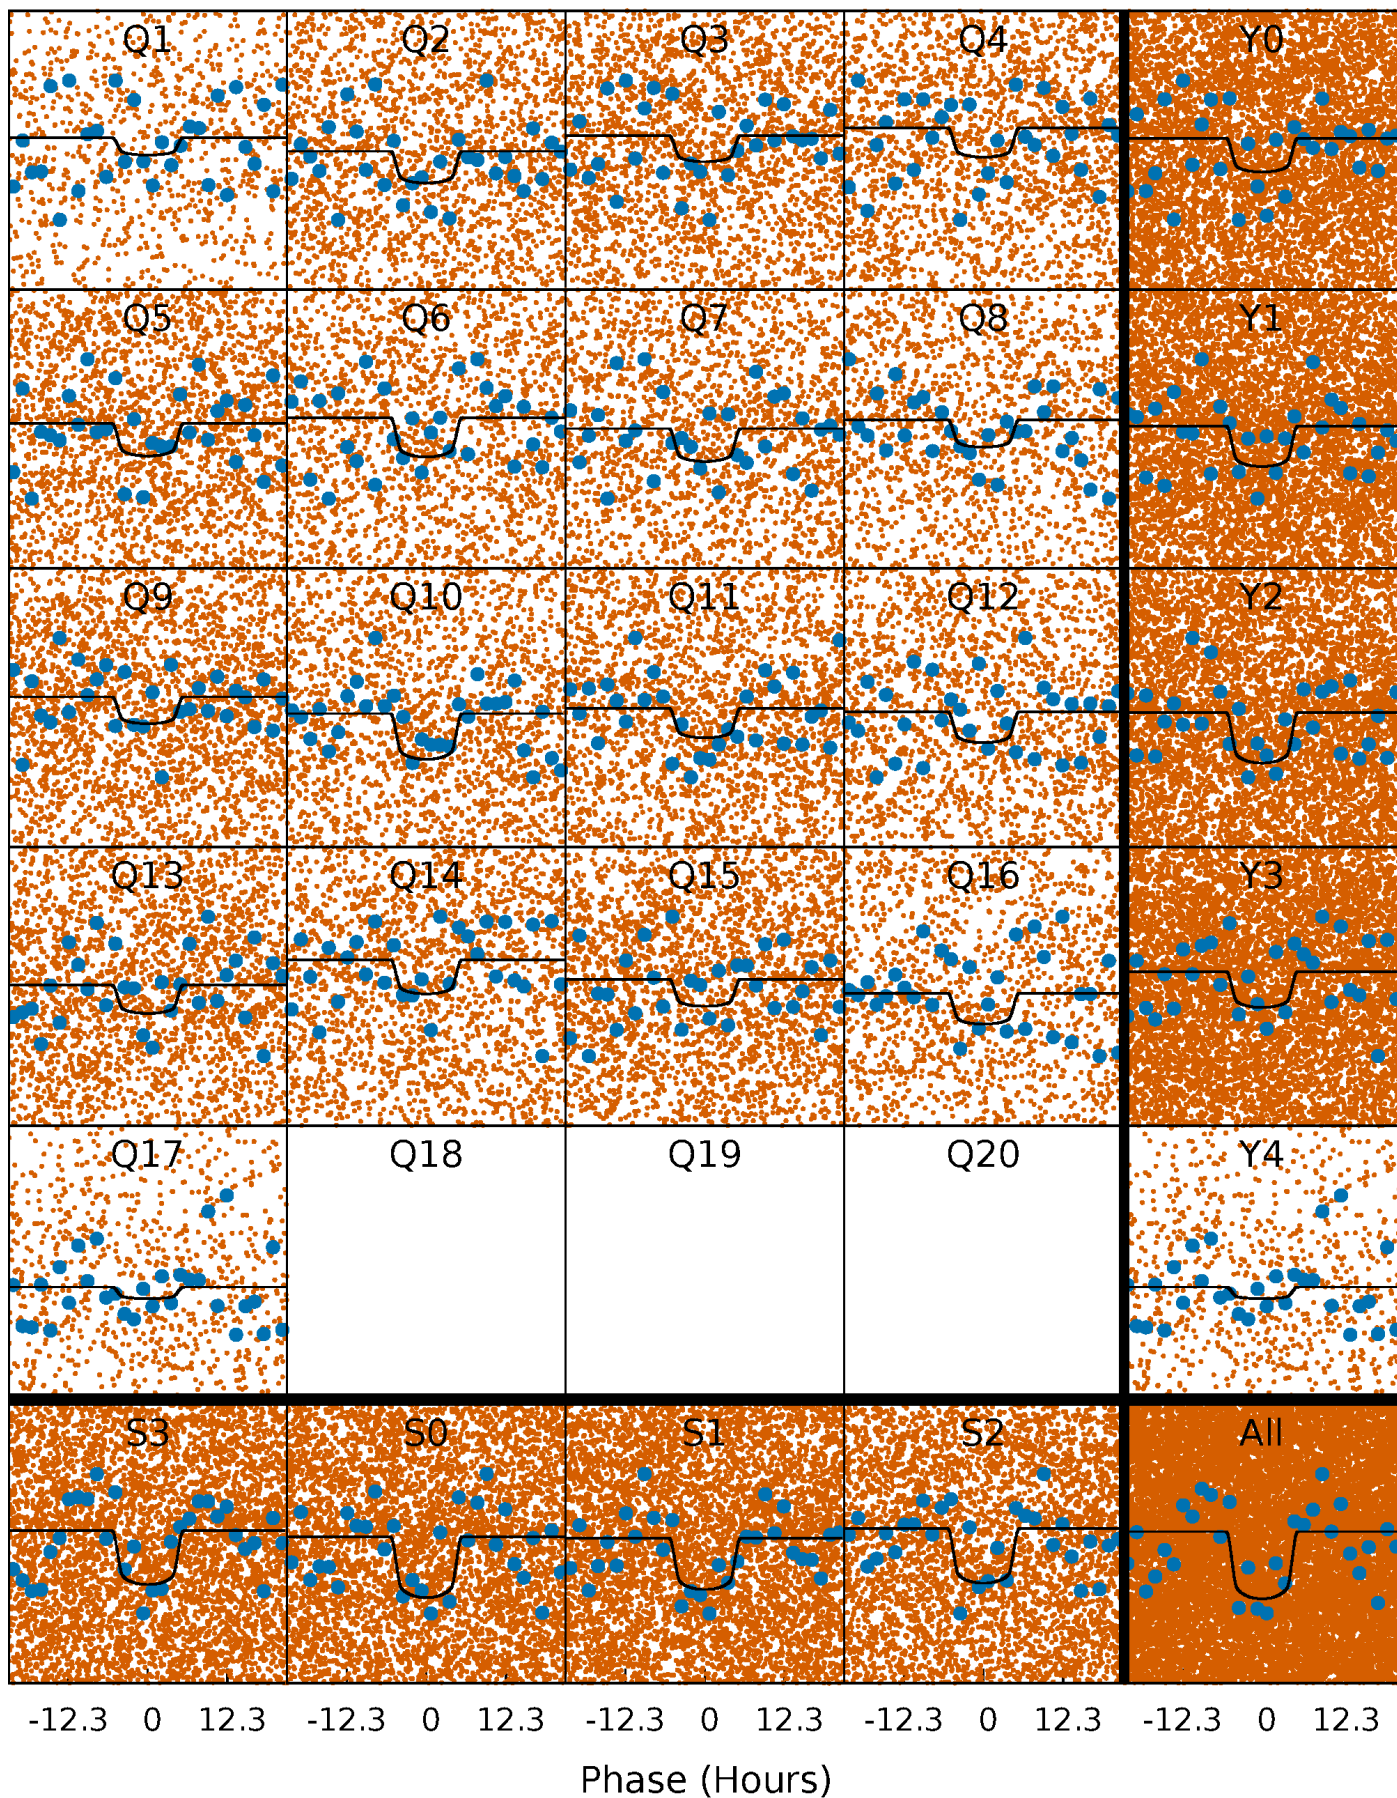 Q1 Q2 Q3 Q4 Y0
Q5 Q6 Q7 Q8 Y1
Q9 Q10 Q11 Q12 Y2
Q13 Q14 Q15 Q16 Y3
Q17 Q18 Q19 Q20 Y4
S3 S0 S1 S2 All
-12.3 0 12.3 -12.3 0 12.3 -12.3 0 12.3 -12.3 0 12.3 -12.3 0 12.3
Phase (Hours)